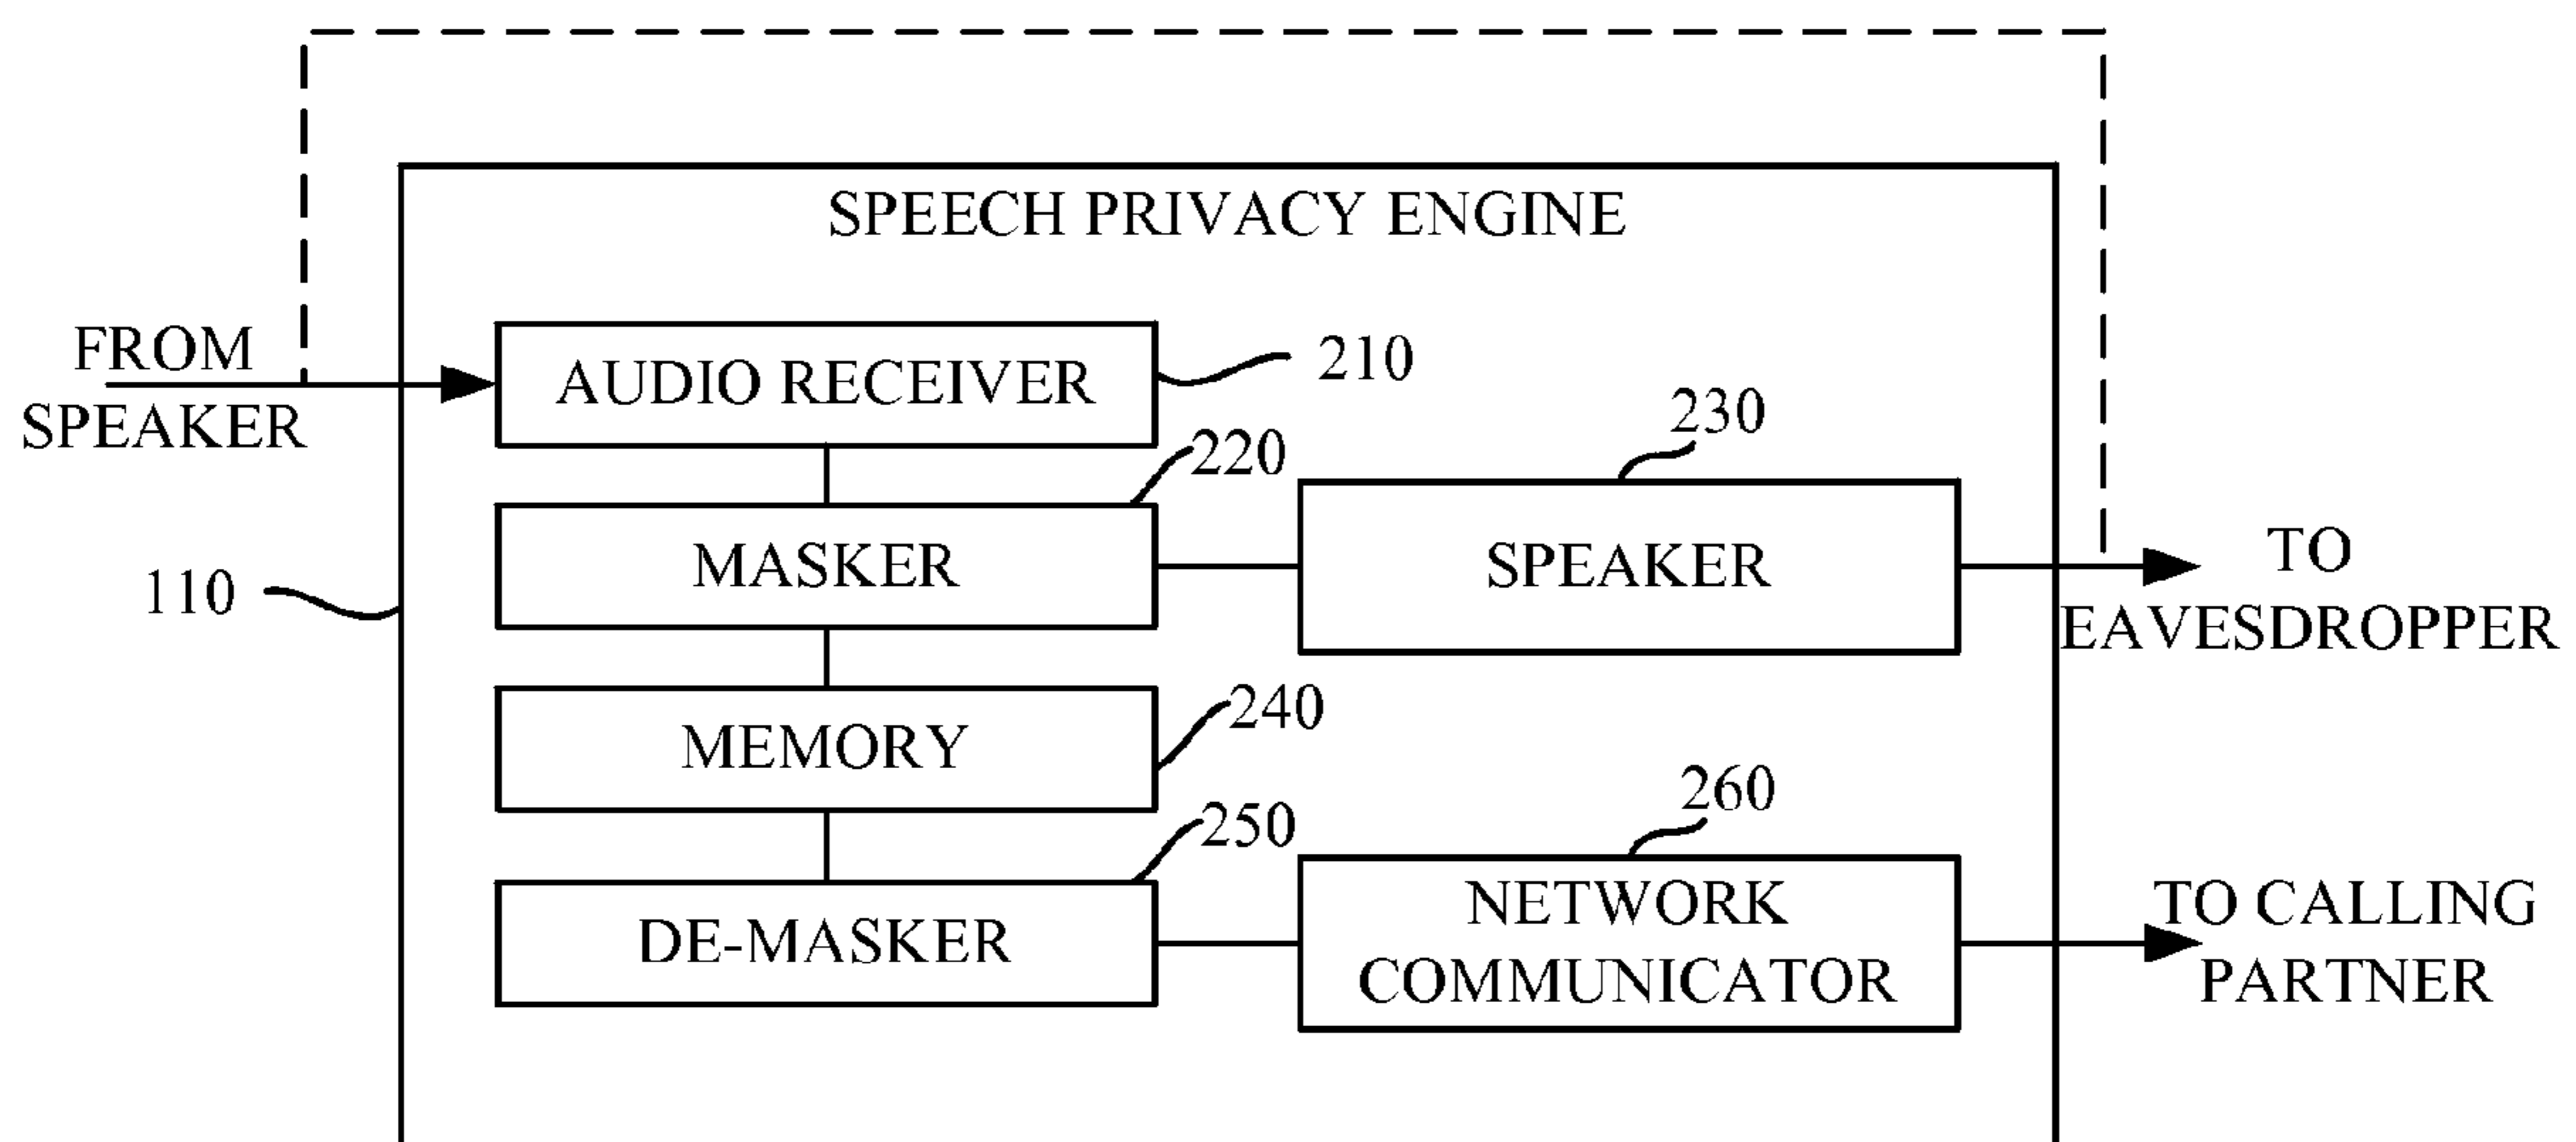 SPEECH PRIVACY ENGINE
FROM
SPEAKER
AUDIO RECEIVER
210
220
230
MASKER
SPEAKER
TO
EAVESDROPPER
110
MEMORY
240
250
260
DE-MASKER
NETWORK
COMMUNICATOR
TO CALLING
PARTNER